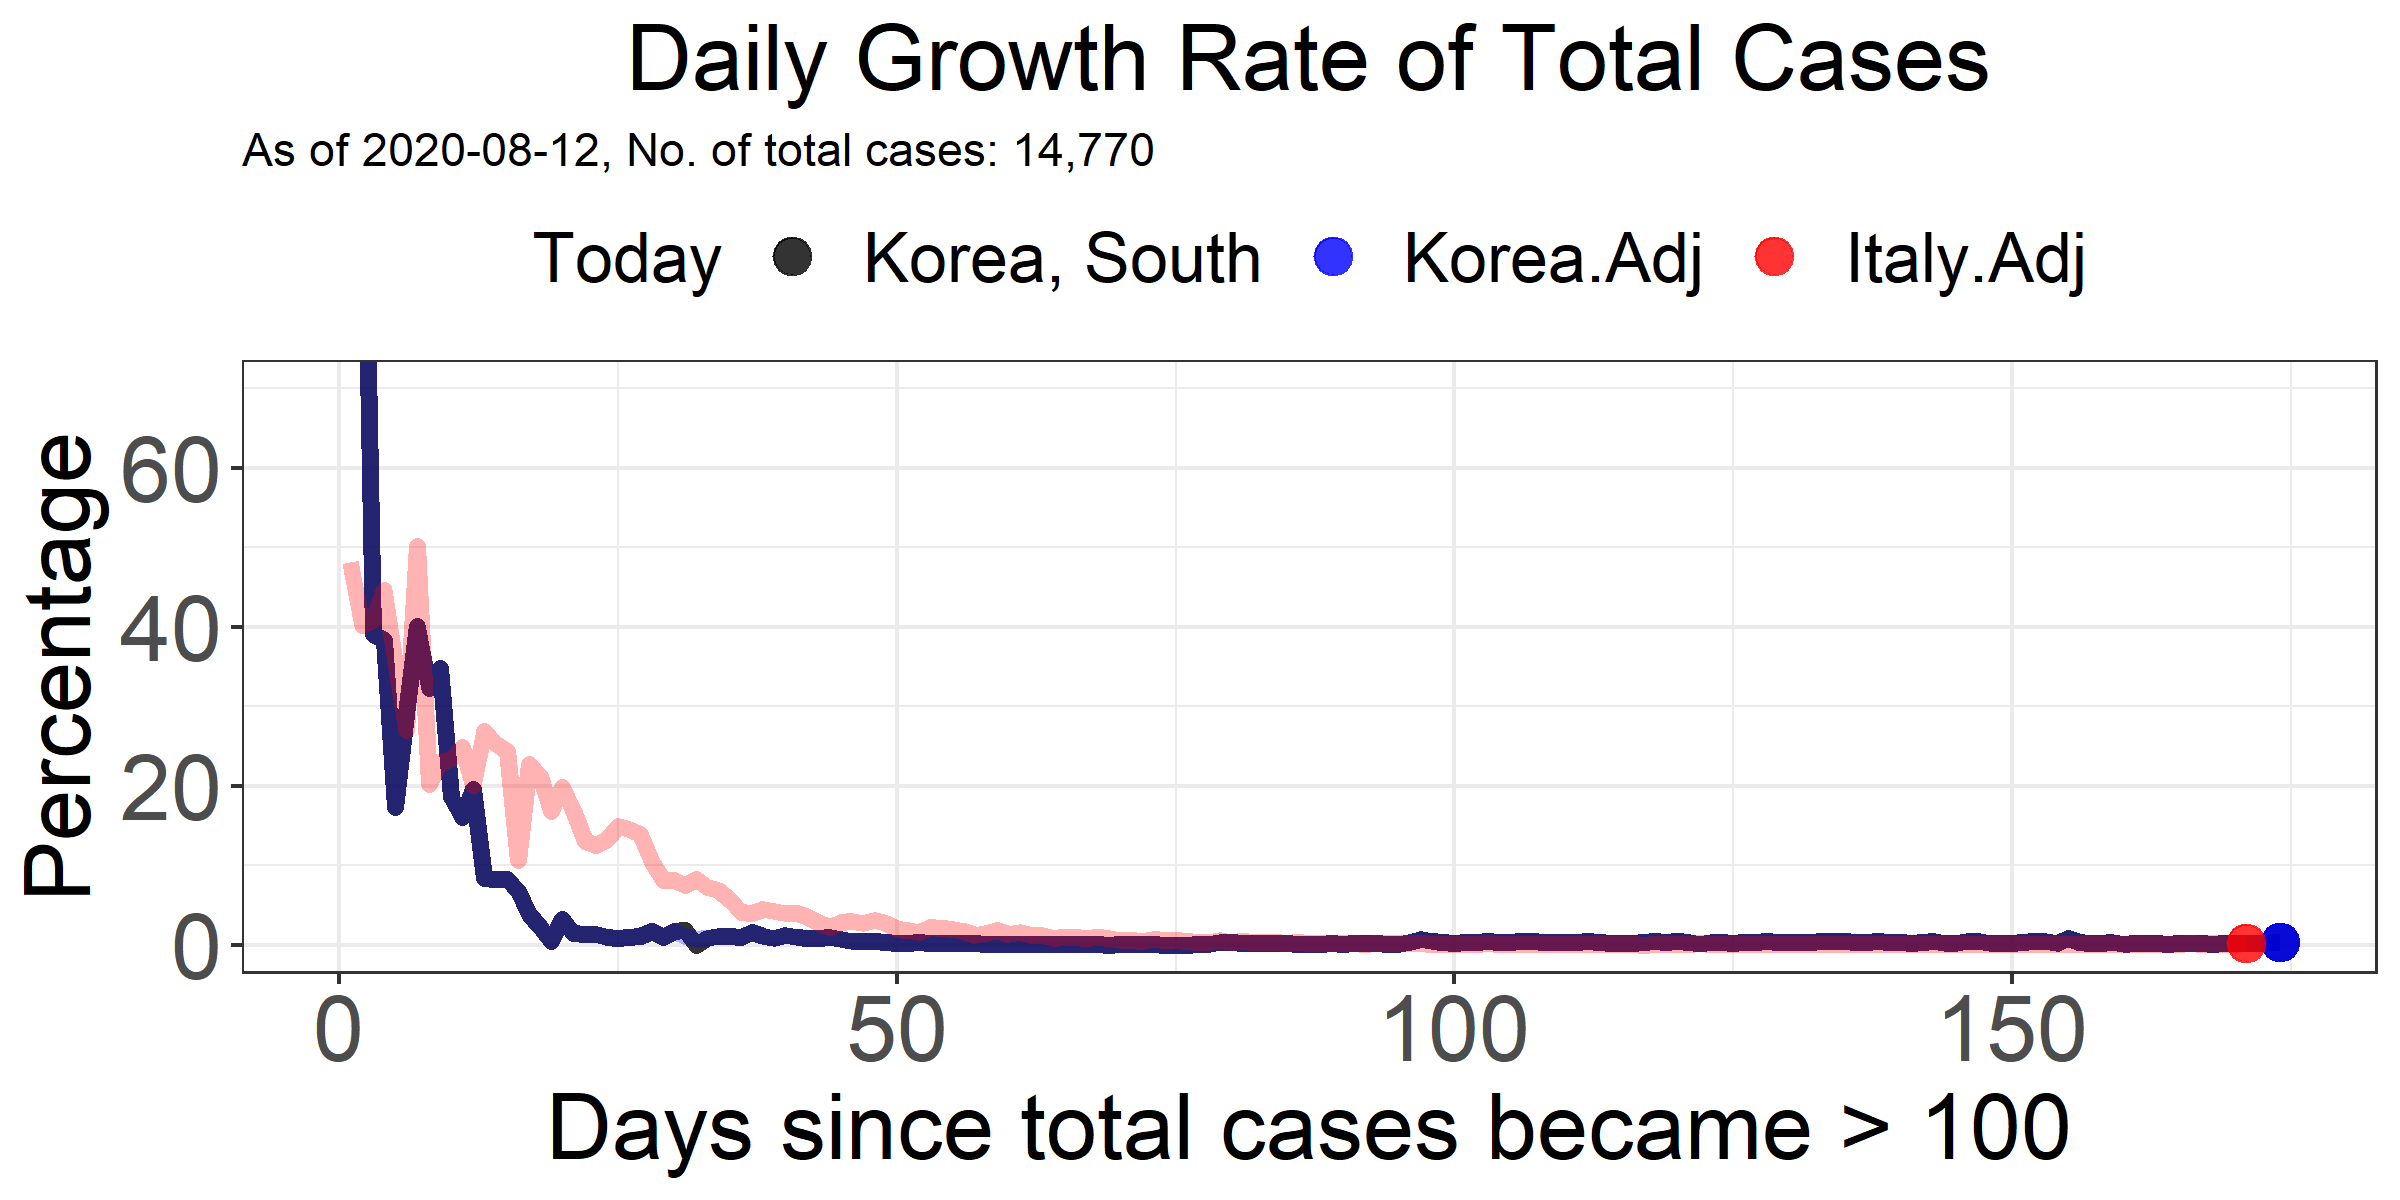 Daily Growth Rate of Total Cases
As of 2020-08-12, No. of total cases: 14,770
Today Korea, South Korea.Adj Italy.Adj
Percentage
60
40
20
0
0 50 100 150
Days since total cases became > 100